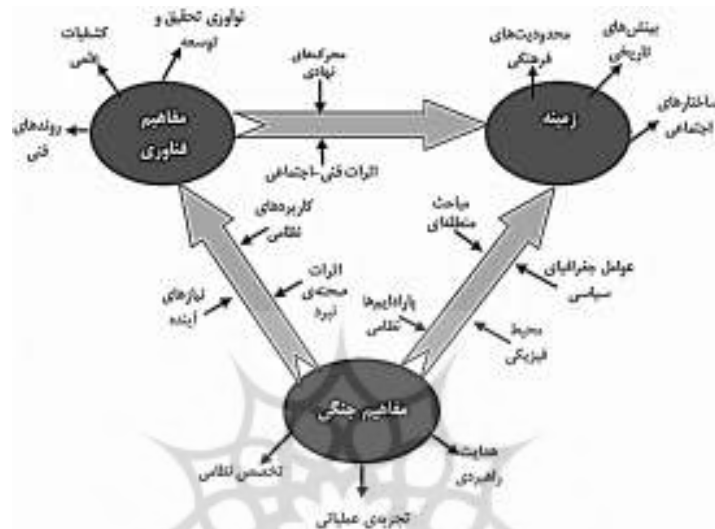 نوآوری تحقیق و
توسعه
کشفیات
علمی
روندهای
فنی
مفاهیم
فناوری
محرک‌های
نهادی
اثرات فنی-اجتماعی
محدودیت‌های
فرهنگی
بینش‌های
تاریخی
ساختارهای
اجتماعی
زمینه
کاربردهای
نظامی
اثرات
صحنه‌ی
نبرد
نیازهای
آینده
مباحث
منطقه‌ای
عوامل جغرافیای
سیاسی
پارادایم‌ها
نظامی
محیط
فیزیکی
مفاهیم جنگی
تخصص نظامی
تجربه‌ی عملیاتی
هدایت
راهبردی